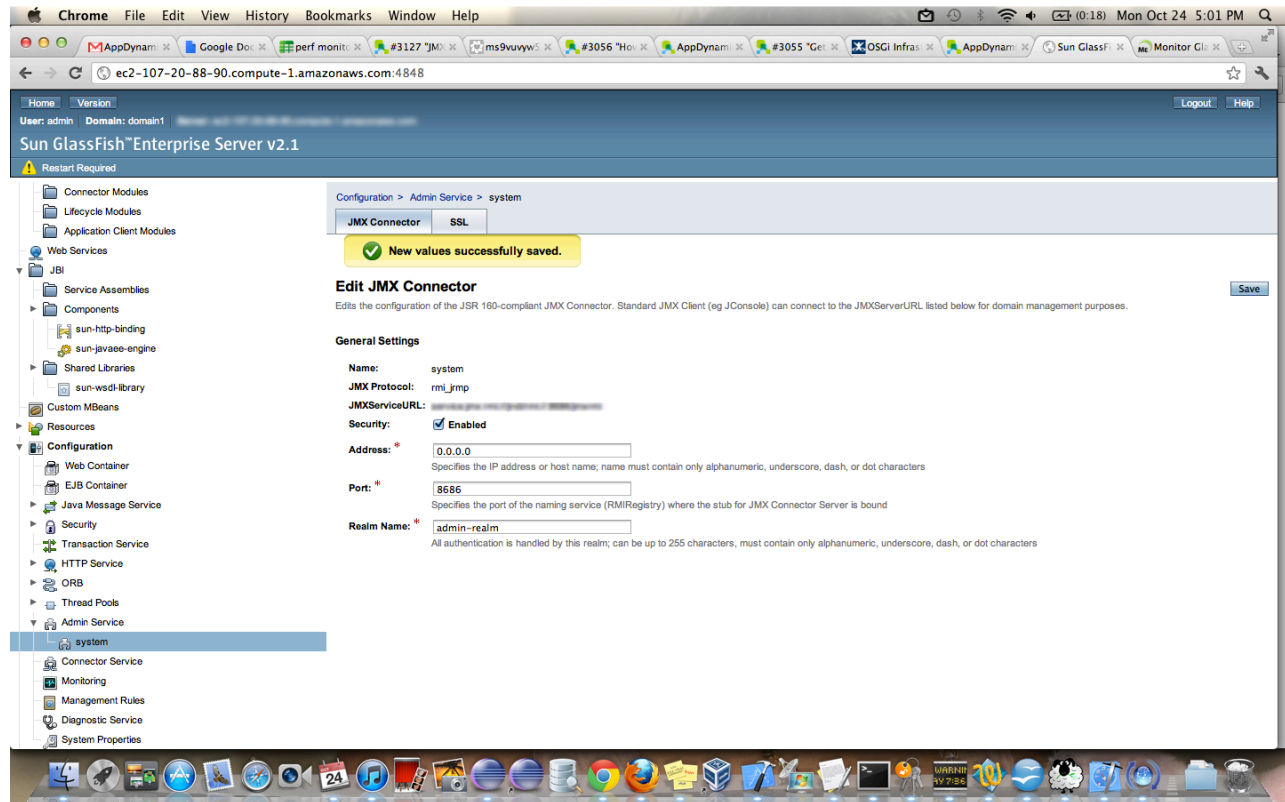 Chrome File Edit View History Bookmarks Window Help (0:18) Mon Oct 24 5:01 PM
AppDynam Google Doc perf monito #3127 "JMX ms9vuvyw5 #3056 "Ho AppDynam #3055 "Get OSGi Infras AppDynam Sun GlassF Monitor Gla
ec2-107-20-88-90.compute-1.amazonaws.com:4848
Home Version Logout Help
User: admin Domain: domain1
Sun GlassFish™Enterprise Server v2.1
Restart Required
Connector Modules
Lifecycle Modules
Application Client Modules
Web Services
JBI
Service Assemblies
Components
sun-http-binding
sun-javaee-engine
Shared Libraries
sun-wsdl-library
Custom MBeans
Resources
Configuration
Web Container
EJB Container
Java Message Service
Security
Transaction Service
HTTP Service
ORB
Thread Pools
Admin Service
system
Connector Service
Monitoring
Management Rules
Diagnostic Service
System Properties
Configuration > Admin Service > system
JMX Connector SSL
New values successfully saved.
Edit JMX Connector Save
Edits the configuration of the JSR 160-compliant JMX Connector. Standard JMX Client (eg JConsole) can connect to the JMXServerURL listed below for domain management purposes.
General Settings
Name: system
JMX Protocol: rmi_jrmp
JMXServiceURL:
Security: Enabled
Address: * 0.0.0.0
Specifies the IP address or host name; name must contain only alphanumeric, underscore, dash, or dot characters
Port: * 8686
Specifies the port of the naming service (RMIRegistry) where the stub for JMX Connector Server is bound
Realm Name: * admin-realm
All authentication is handled by this realm; can be up to 255 characters, must contain only alphanumeric, underscore, dash, or dot characters
24